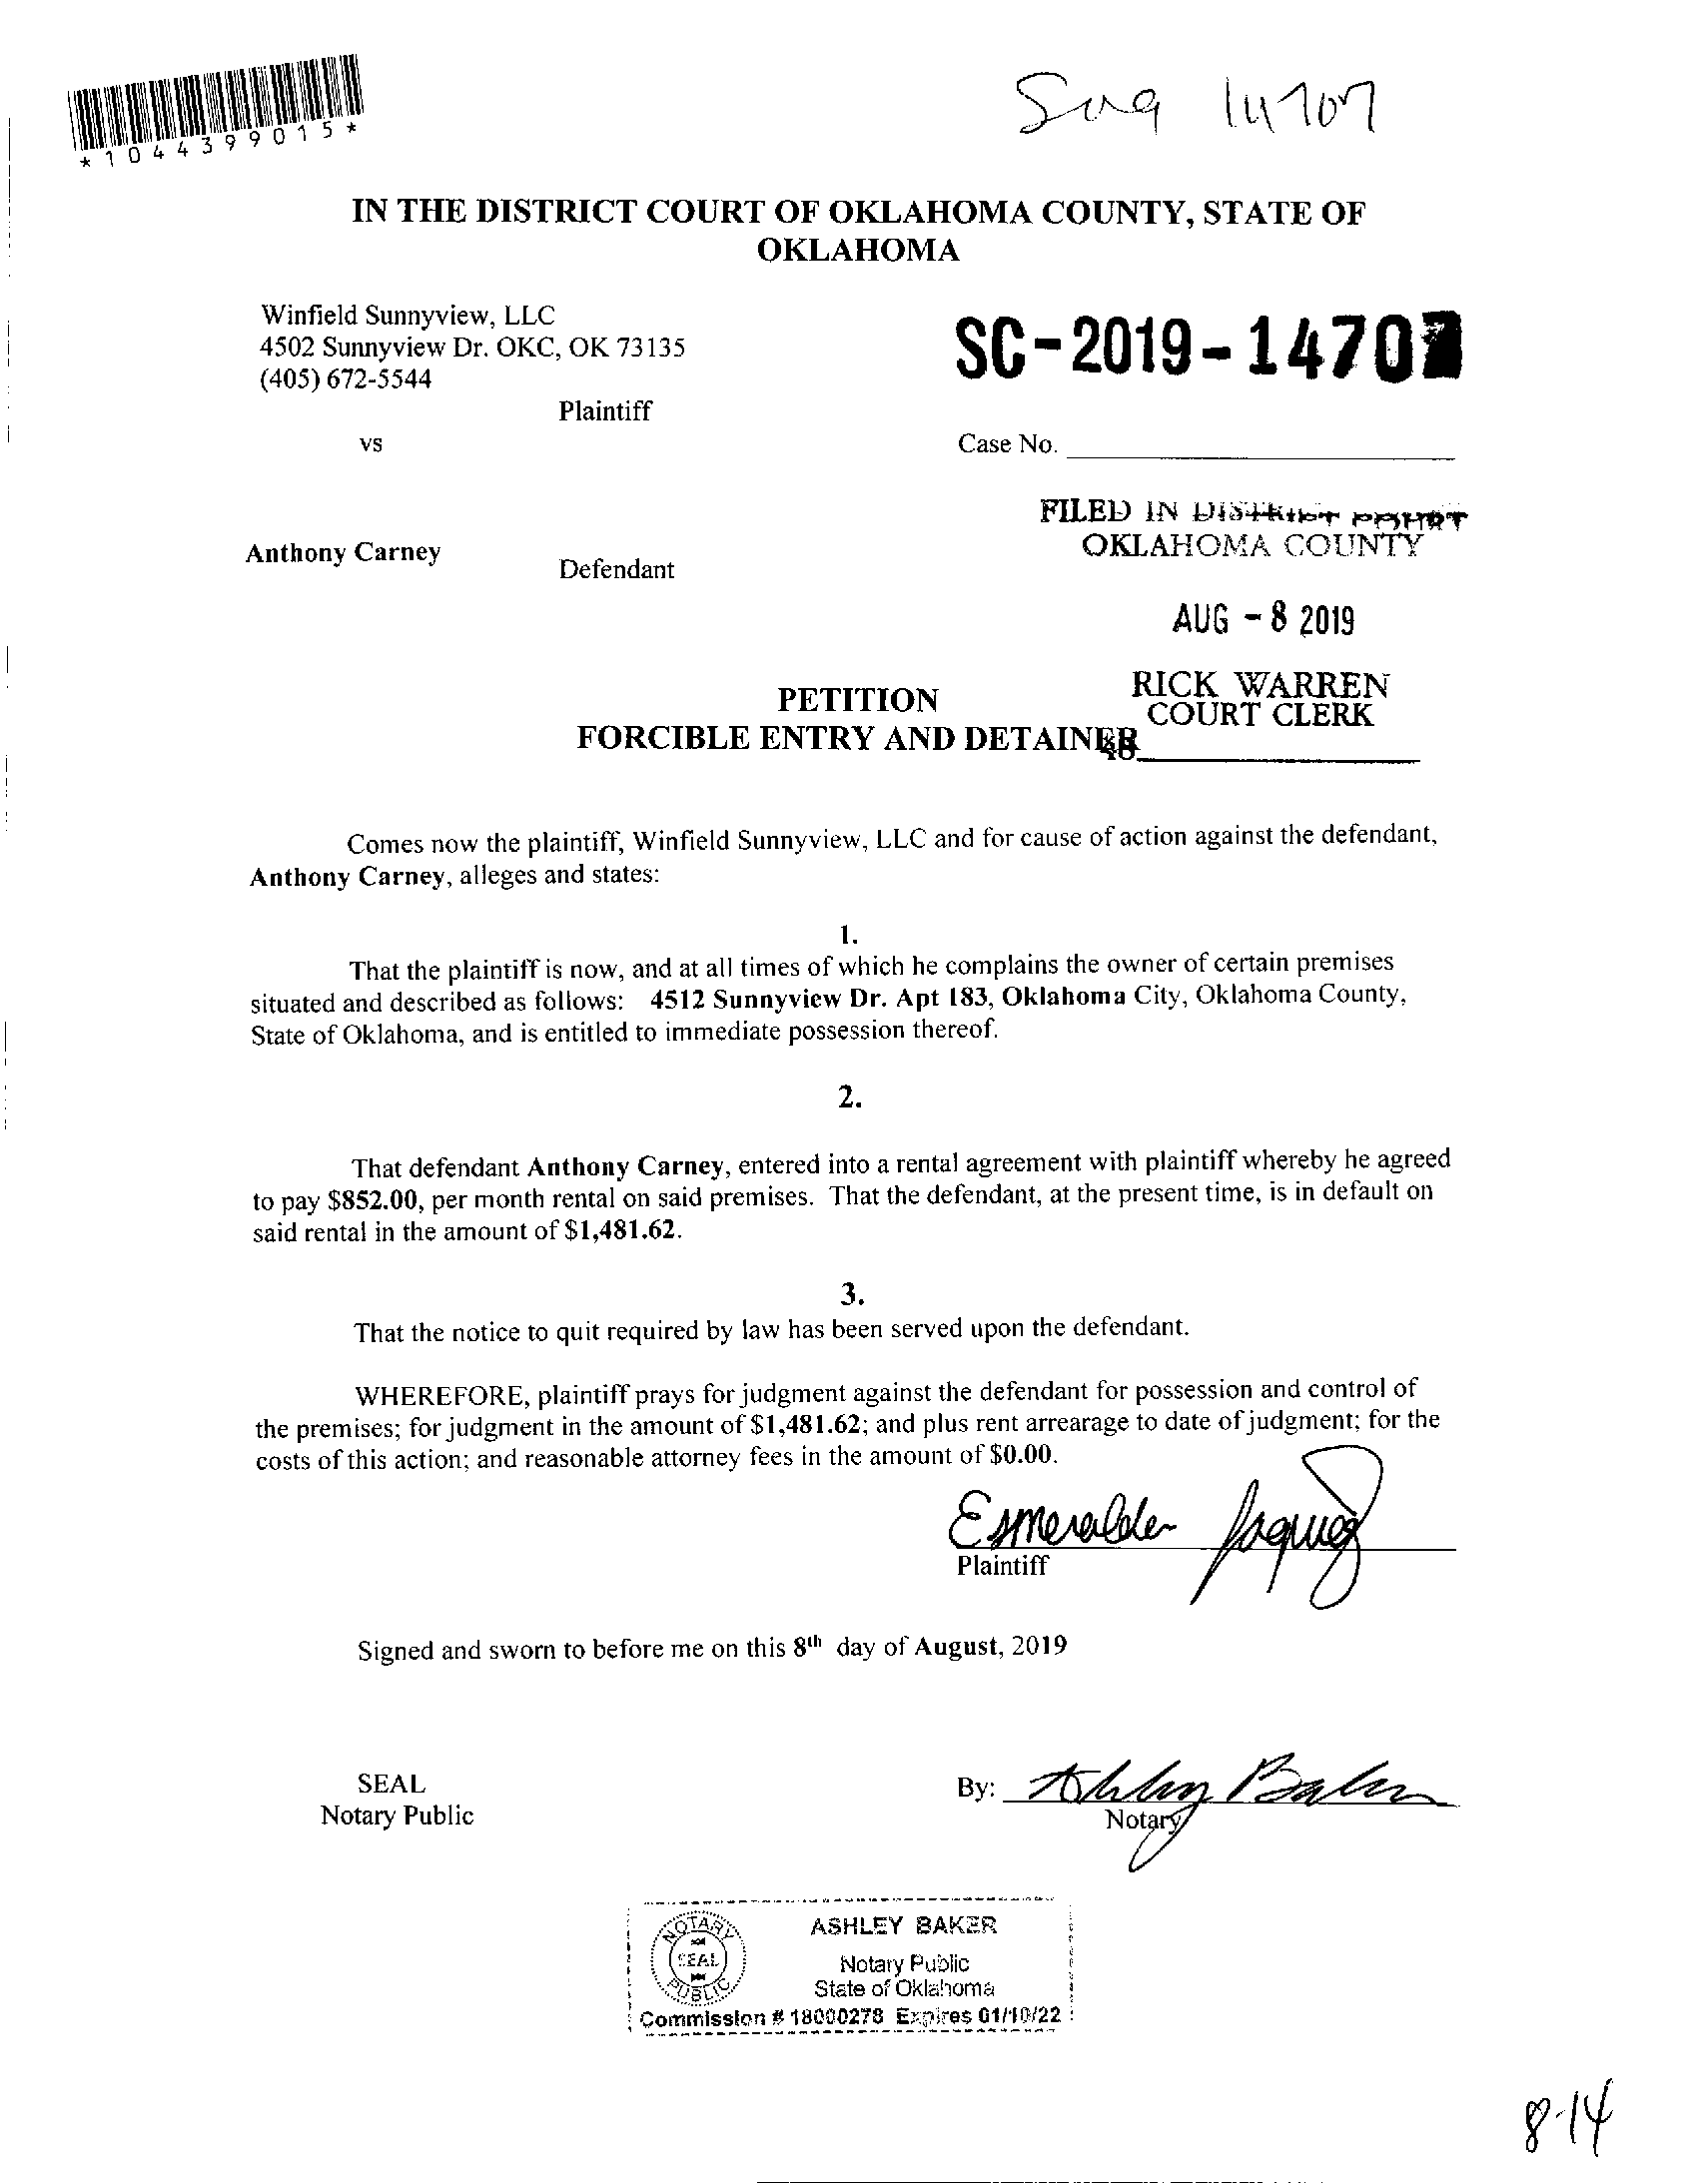 *1044399015*
14707
IN THE DISTRICT COURT OF OKLAHOMA COUNTY, STATE OF
OKLAHOMA
Winfield Sunnyview, LLC
4502 Sunnyview Dr. OKC, OK 73135
(405) 672-5544
Plaintiff
vs
SC-2019-14707
Case No.
FILED IN DISTRICT COURT
OKLAHOMA COUNTY
Anthony Carney
Defendant
AUG - 8 2019
RICK WARREN
COURT CLERK
PETITION
FORCIBLE ENTRY AND DETAINER
48
Comes now the plaintiff, Winfield Sunnyview, LLC and for cause of action against the defendant,
Anthony Carney, alleges and states:
1.
That the plaintiff is now, and at all times of which he complains the owner of certain premises
situated and described as follows: 4512 Sunnyview Dr. Apt 183, Oklahoma City, Oklahoma County,
State of Oklahoma, and is entitled to immediate possession thereof.
2.
That defendant Anthony Carney, entered into a rental agreement with plaintiff whereby he agreed
to pay $852.00, per month rental on said premises. That the defendant, at the present time, is in default on
said rental in the amount of $1,481.62.
3.
That the notice to quit required by law has been served upon the defendant.
WHEREFORE, plaintiff prays for judgment against the defendant for possession and control of
the premises; for judgment in the amount of $1,481.62; and plus rent arrearage to date of judgment; for the
costs of this action; and reasonable attorney fees in the amount of $0.00.
Plaintiff
Signed and sworn to before me on this 8th day of August, 2019
SEAL
Notary Public
By: Ashley Baker
Notary
NOTARY
SEAL
PUBLIC
ASHLEY BAKER
Notary Public
State of Oklahoma
Commission # 18000278 Expires 01/10/22
8-14